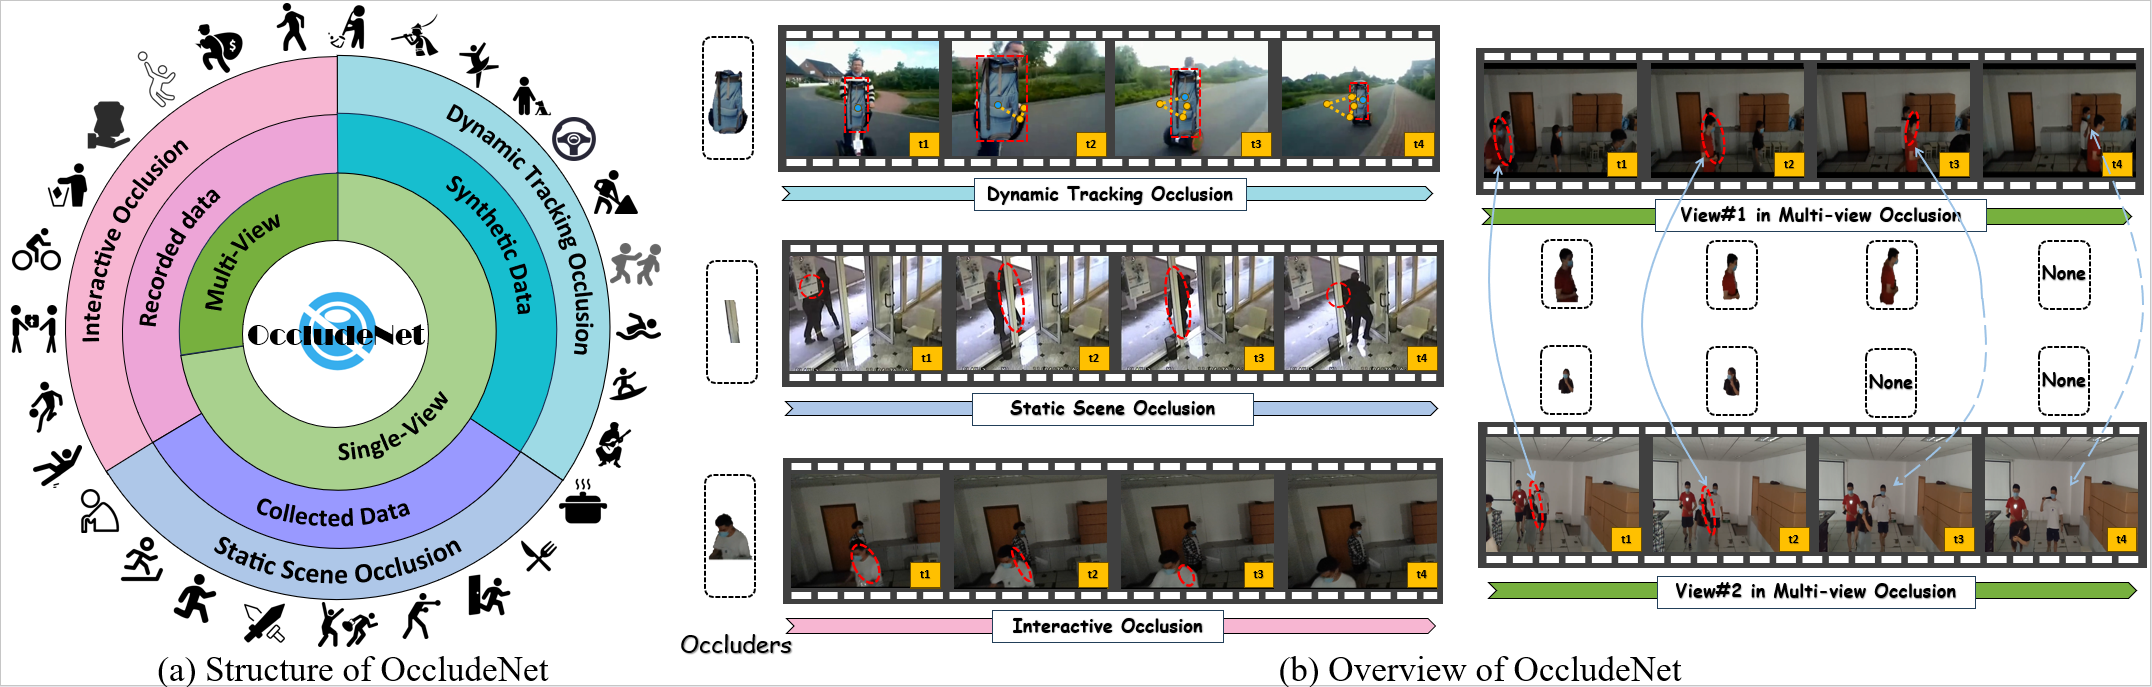 Interactive Occlusion
Recorded data
Multi-View
Dynamic Tracking Occlusion
Synthetic Data
OccludeNet
Single-View
Collected Data
Static Scene Occlusion
(a) Structure of OccludeNet
t1
t2
t3
t4
Dynamic Tracking Occlusion
t1
t2
t3
t4
Static Scene Occlusion
t1
t2
t3
t4
Interactive Occlusion
Occluders
t1
t2
t3
t4
View#1 in Multi-view Occlusion
None
None
None
t1
t2
t3
t4
View#2 in Multi-view Occlusion
(b) Overview of OccludeNet